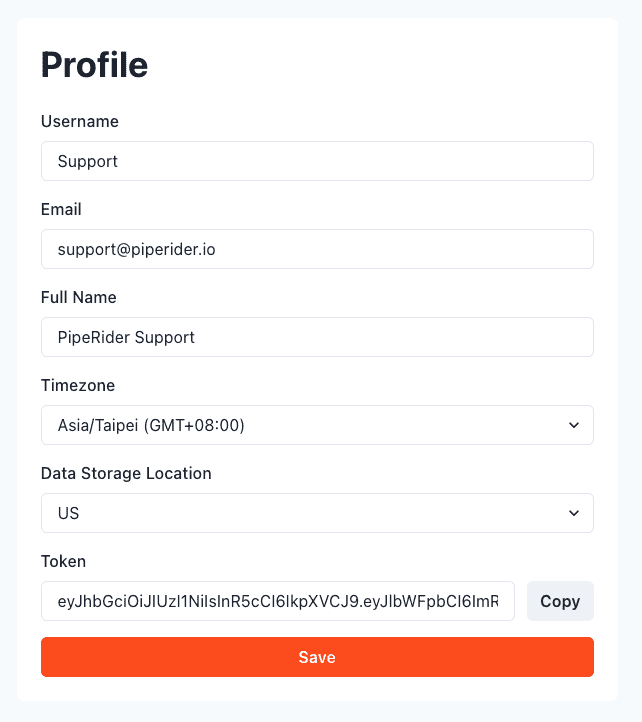 Profile
Username
Support
Email
support@piperider.io
Full Name
PipeRider Support
Timezone
Asia/Taipei (GMT+08:00)
Data Storage Location
US
Token
eyJhbGciOiJIUzI1NiIsInR5cCI6IkpXVCJ9.eyJlbWFpbCI6ImR
Copy
Save